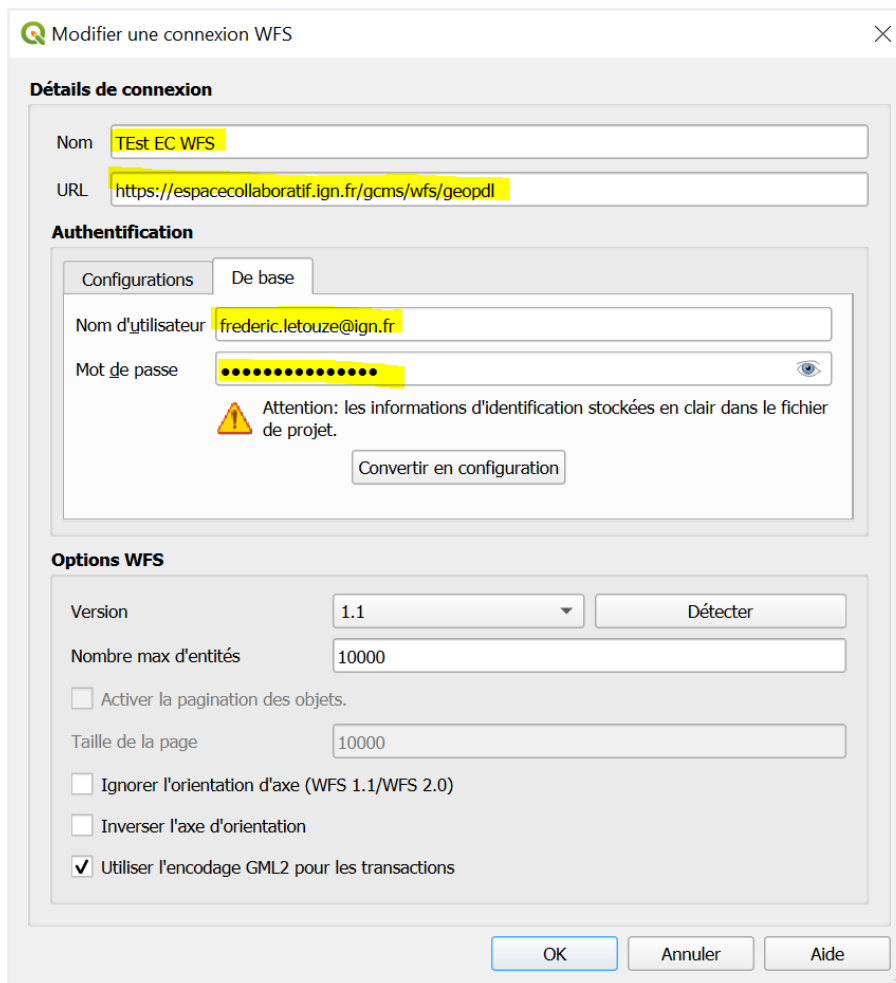 Modifier une connexion WFS
Détails de connexion
Nom TEst EC WFS
URL https://espacecollaboratif.ign.fr/gcms/wfs/geopdl
Authentification
Configurations De base
Nom d'utilisateur frederic.letouze@ign.fr
Mot de passe ●●●●●●●●●●●●●●●
Attention: les informations d'identification stockées en clair dans le fichier
de projet.
Convertir en configuration
Options WFS
Version 1.1 Détecter
Nombre max d'entités 10000
Activer la pagination des objets.
Taille de la page 10000
Ignorer l'orientation d'axe (WFS 1.1/WFS 2.0)
Inverser l'axe d'orientation
Utiliser l'encodage GML2 pour les transactions
OK Annuler Aide